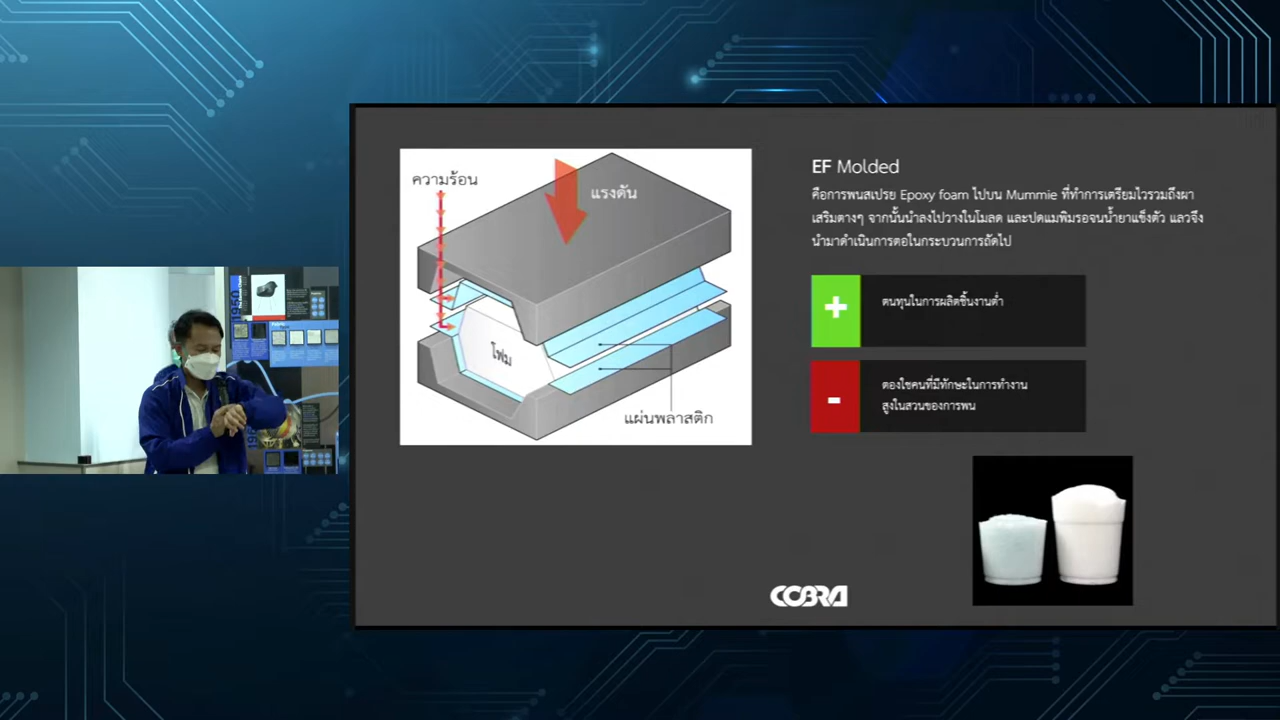 ความร้อน
แรงดัน
โฟม
แผ่นพลาสติก
EF Molded
คือการพนสเปรย Epoxy foam ไปบน Mummie ที่ทำการเตรียมไวรวมถึงผา
เสริมตางๆ จากนั้นนำลงไปวางในโมลด และปดแมพิมรอจนน้ำยาแข็งตัว แลวจึง
นำมาดำเนินการตอในกระบวนการถัดไป
+
ตนทุนในการผลิตชิ้นงานต่ำ
-
ตองใชคนที่มีทักษะในการทำงาน
สูงในสวนของการพน
COBRA
1950